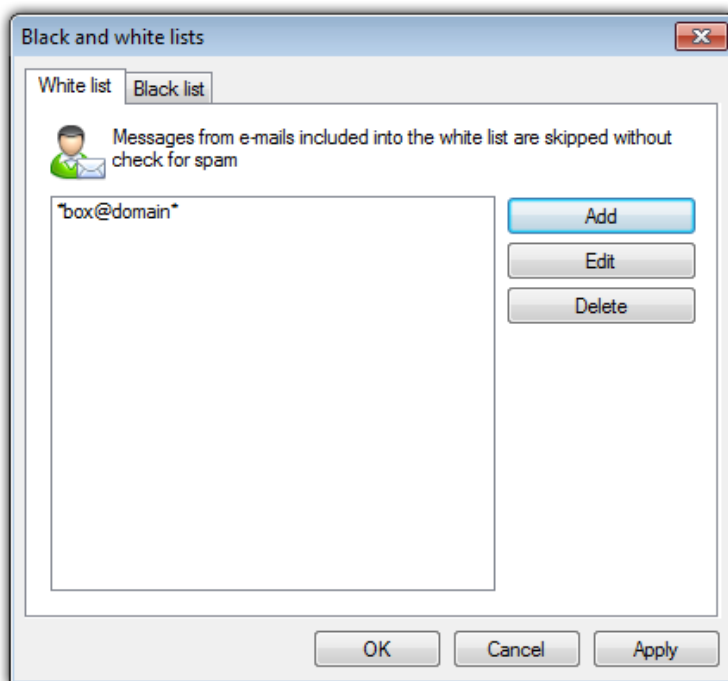 Black and white lists
White list
Black list
Messages from e-mails included into the white list are skipped without
check for spam
*box@domain*
Add
Edit
Delete
OK
Cancel
Apply